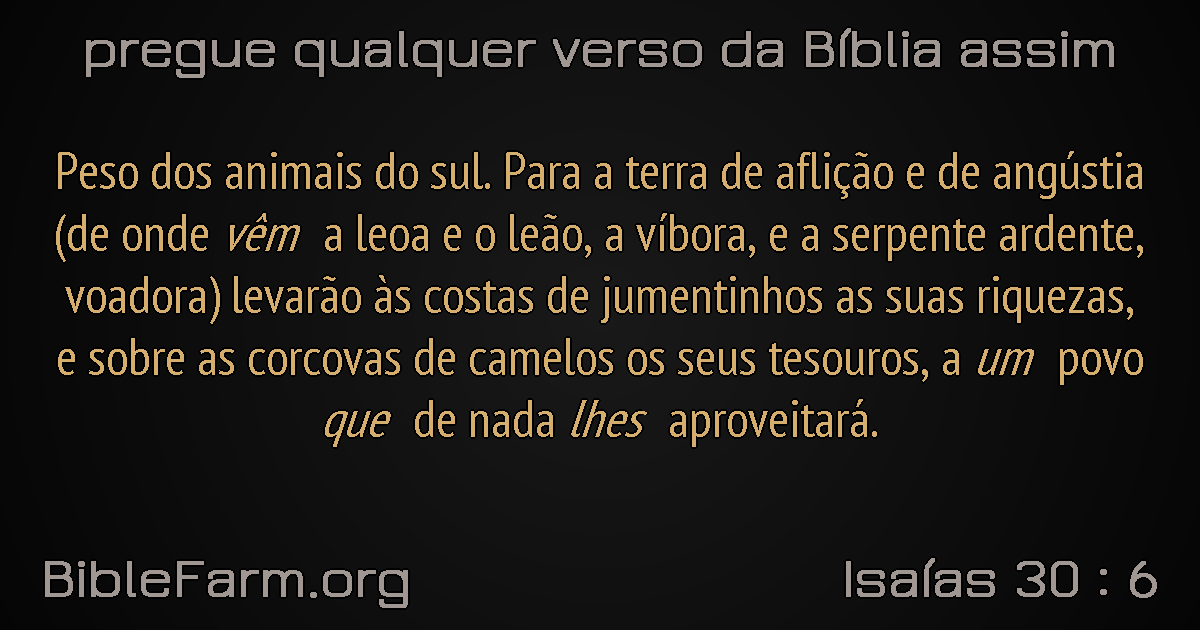 pregue qualquer verso da Bíblia assim
Peso dos animais do sul. Para a terra de aflição e de angústia
(de onde vêm a leoa e o leão, a víbora, e a serpente ardente,
voadora) levarão às costas de jumentinhos as suas riquezas,
e sobre as corcovas de camelos os seus tesouros, a um povo
que de nada lhes aproveitará.
BibleFarm.org
Isaías 30 : 6